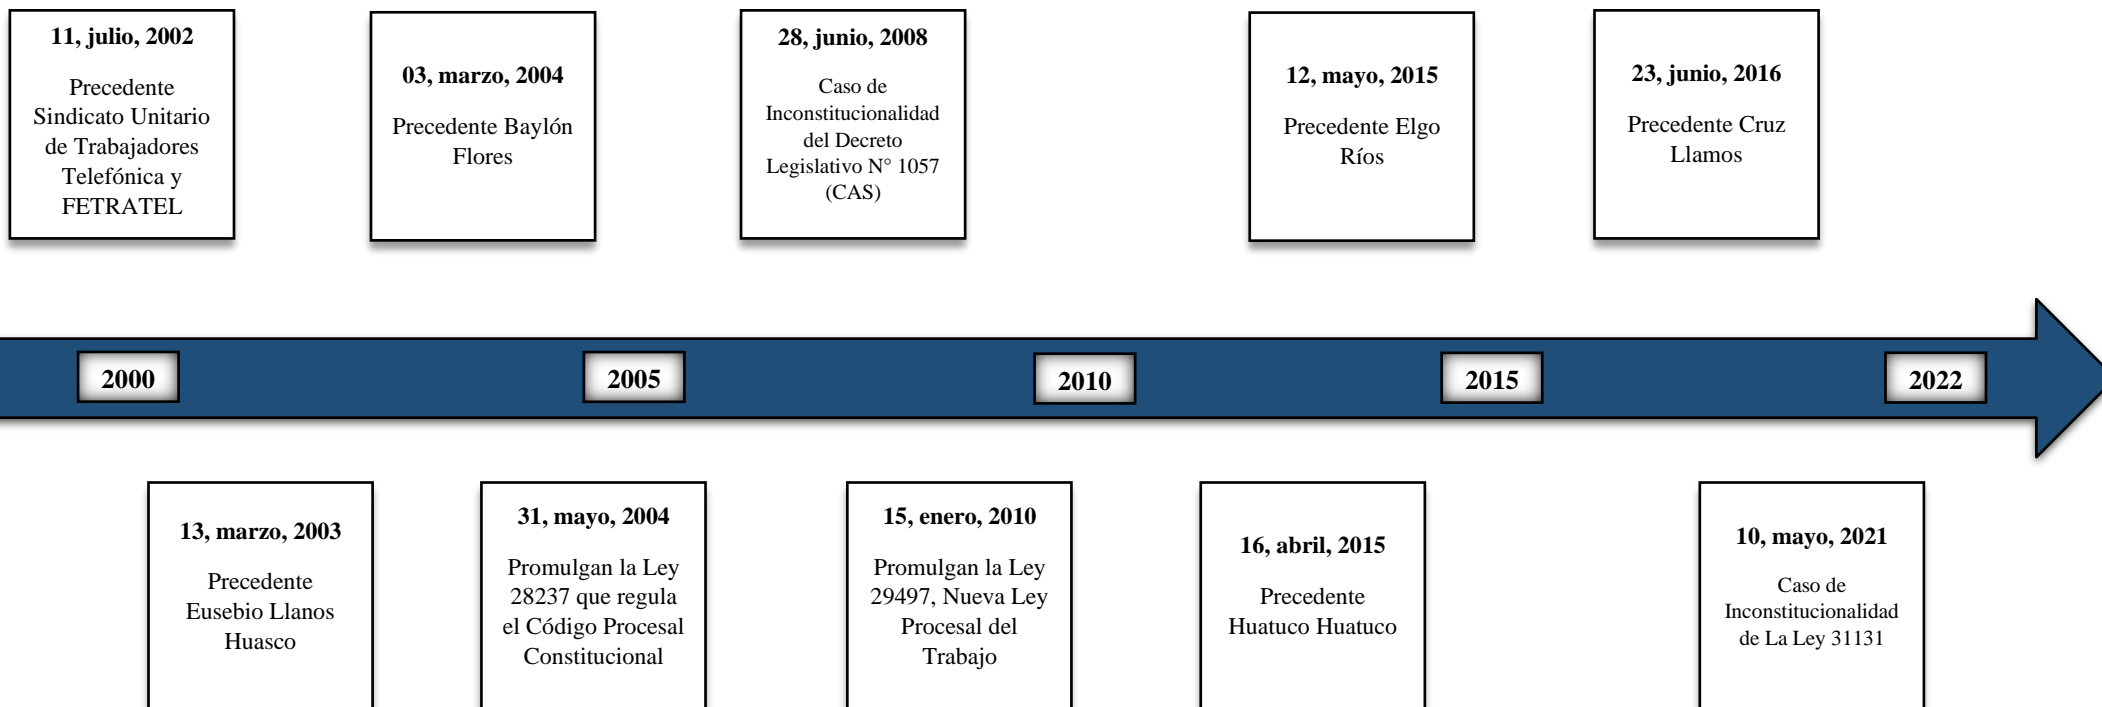 11, julio, 2002
Precedente
Sindicato Unitario
de Trabajadores
Telefónica y
FETRATEL
03, marzo, 2004
Precedente Baylón
Flores
28, junio, 2008
Caso de
Inconstitucionalidad
del Decreto
Legislativo N° 1057
(CAS)
12, mayo, 2015
Precedente Elgo
Ríos
23, junio, 2016
Precedente Cruz
Llamos
2000
2005
2010
2015
2022
13, marzo, 2003
Precedente
Eusebio Llanos
Huasco
31, mayo, 2004
Promulgan la Ley
28237 que regula
el Código Procesal
Constitucional
15, enero, 2010
Promulgan la Ley
29497, Nueva Ley
Procesal del
Trabajo
16, abril, 2015
Precedente
Huatuco Huatuco
10, mayo, 2021
Caso de
Inconstitucionalidad
de La Ley 31131